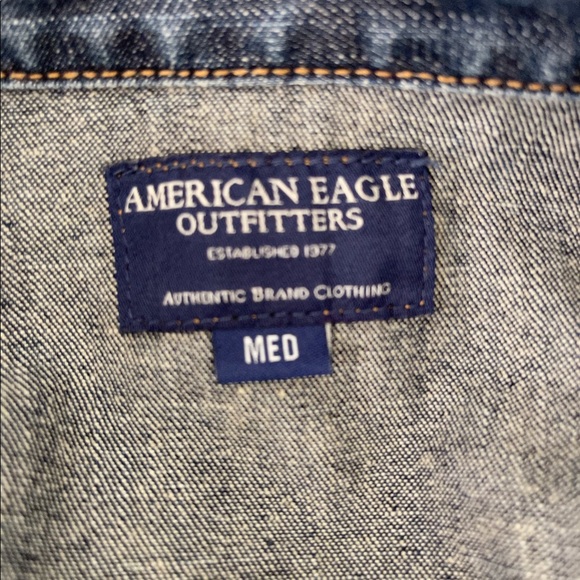 AMERICAN EAGLE
OUTFITTERS
ESTABLISHED 1977
AUTHENTIC BRAND CLOTHING
MED